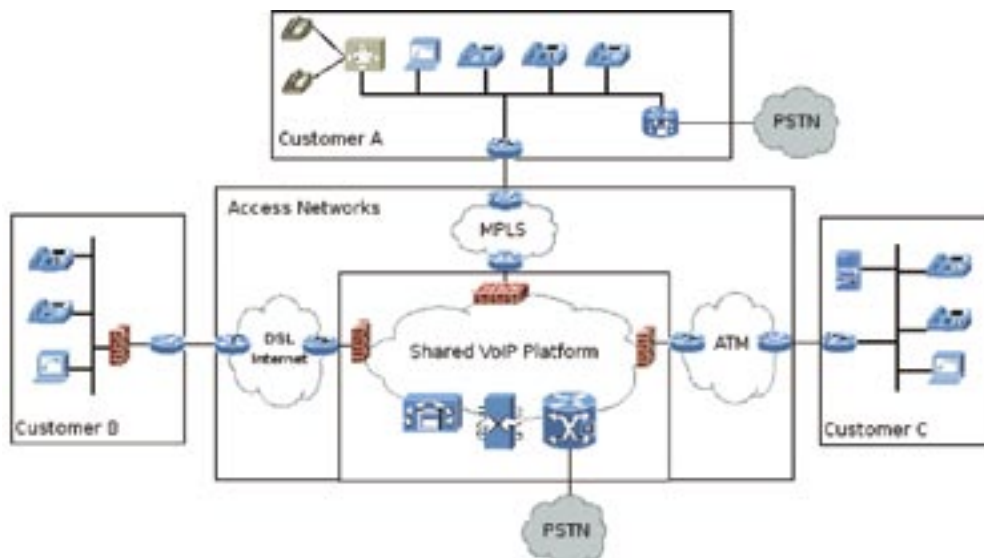 Customer A
PSTN
Access Networks
MPLS
DSL
Internet
Shared VoIP Platform
ATM
Customer B
Customer C
PSTN